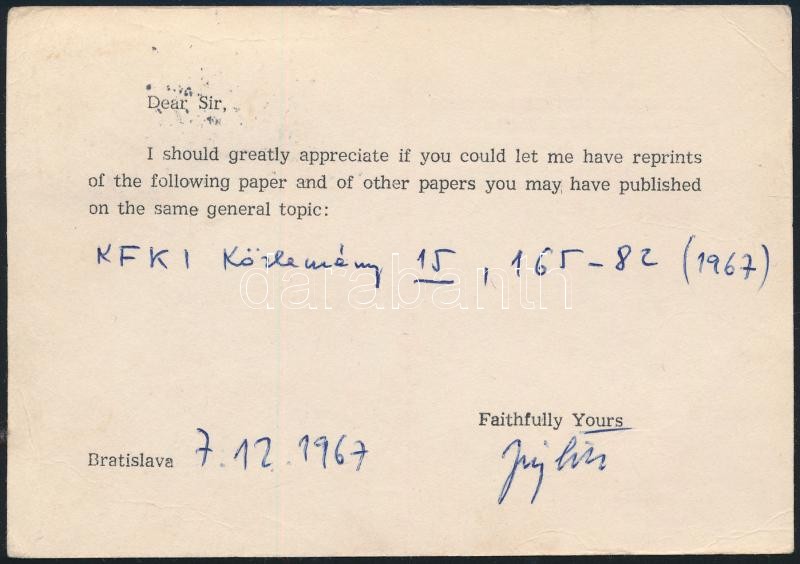 Dear Sir,
I should greatly appreciate if you could let me have reprints
of the following paper and of other papers you may have published
on the same general topic:
KFKI Közlemény 15, 165-82 (1967)
darabanth
Faithfully Yours
Bratislava 7.12.1967